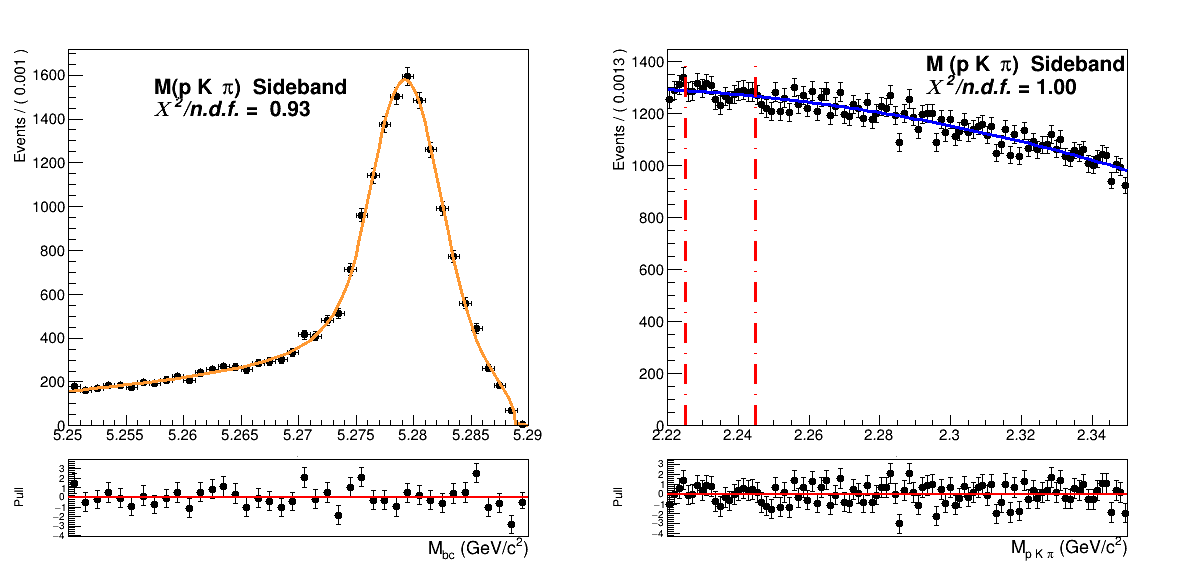 M(p K π) Sideband
Χ²/n.d.f. = 0.93
Events / ( 0.001 )
1600
1400
1200
1000
800
600
400
200
0
5.25 5.255 5.26 5.265 5.27 5.275 5.28 5.285 5.29
Pull
3
2
1
0
−1
−2
−3
−4
M_bc (GeV/c²)
M (p K π) Sideband
Χ²/n.d.f. = 1.00
Events / ( 0.0013 )
1400
1200
1000
800
600
400
200
0
2.22 2.24 2.26 2.28 2.3 2.32 2.34
Pull
3
2
1
0
−1
−2
−3
−4
M_p K π (GeV/c²)